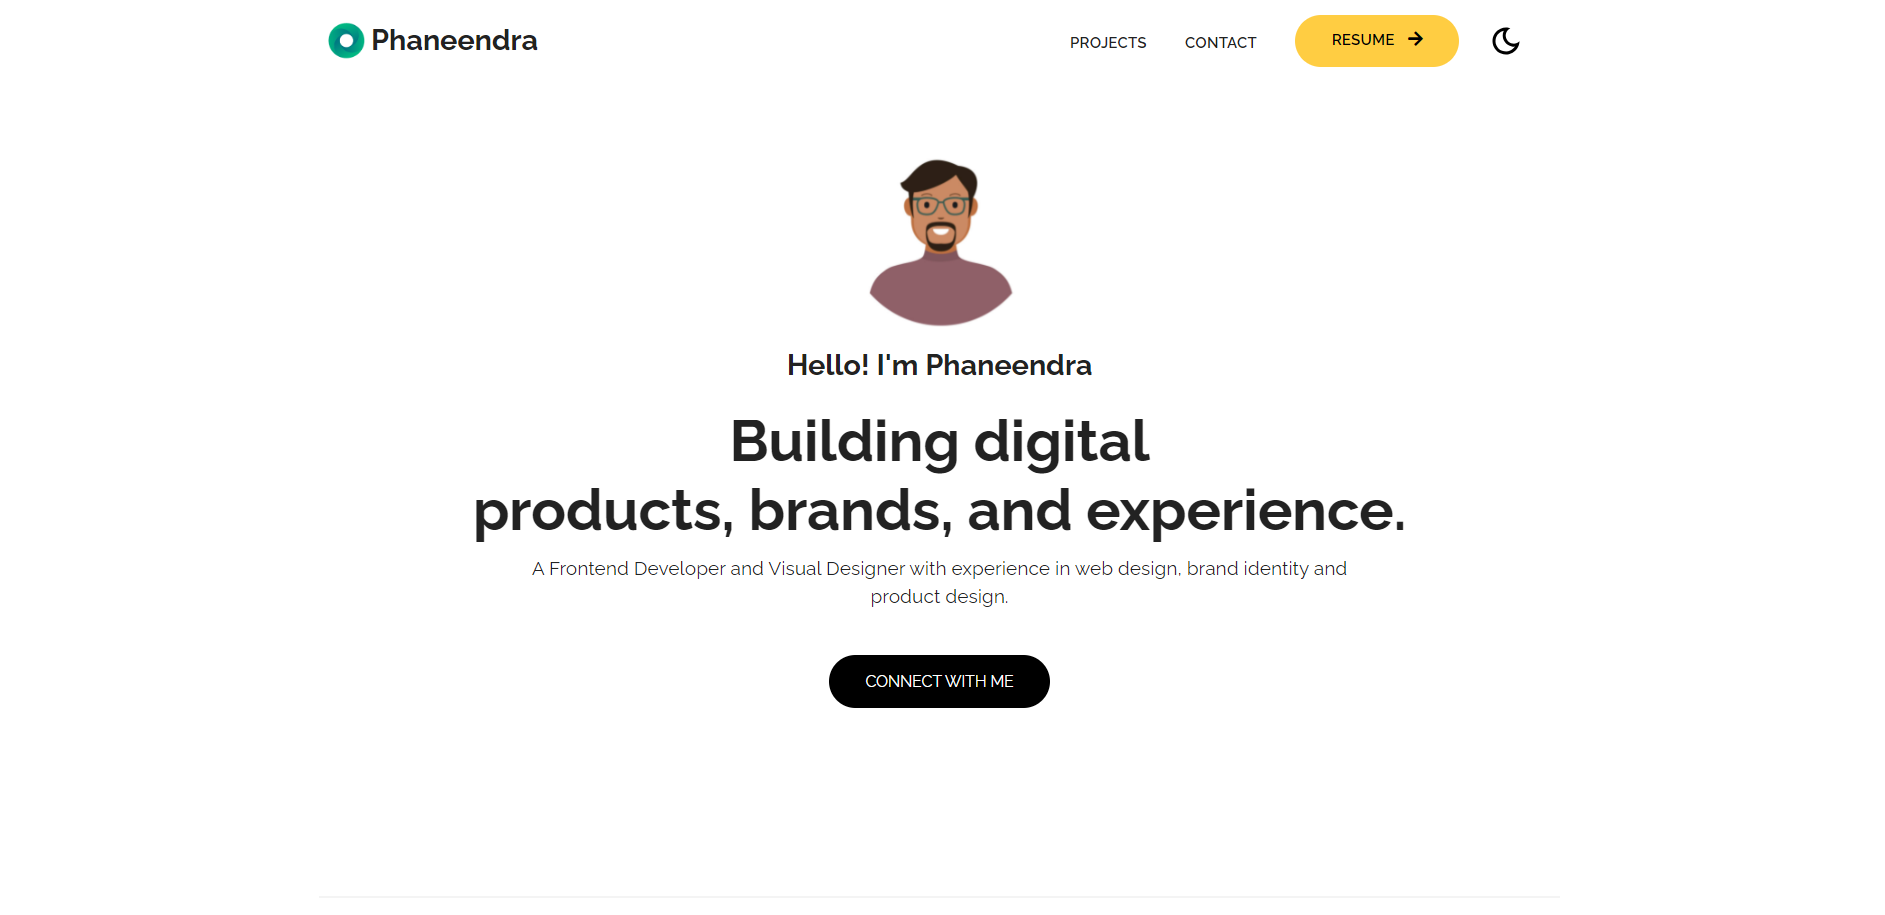 Phaneendra
PROJECTS CONTACT RESUME
Hello! I'm Phaneendra
Building digital
products, brands, and experience.
A Frontend Developer and Visual Designer with experience in web design, brand identity and
product design.
CONNECT WITH ME